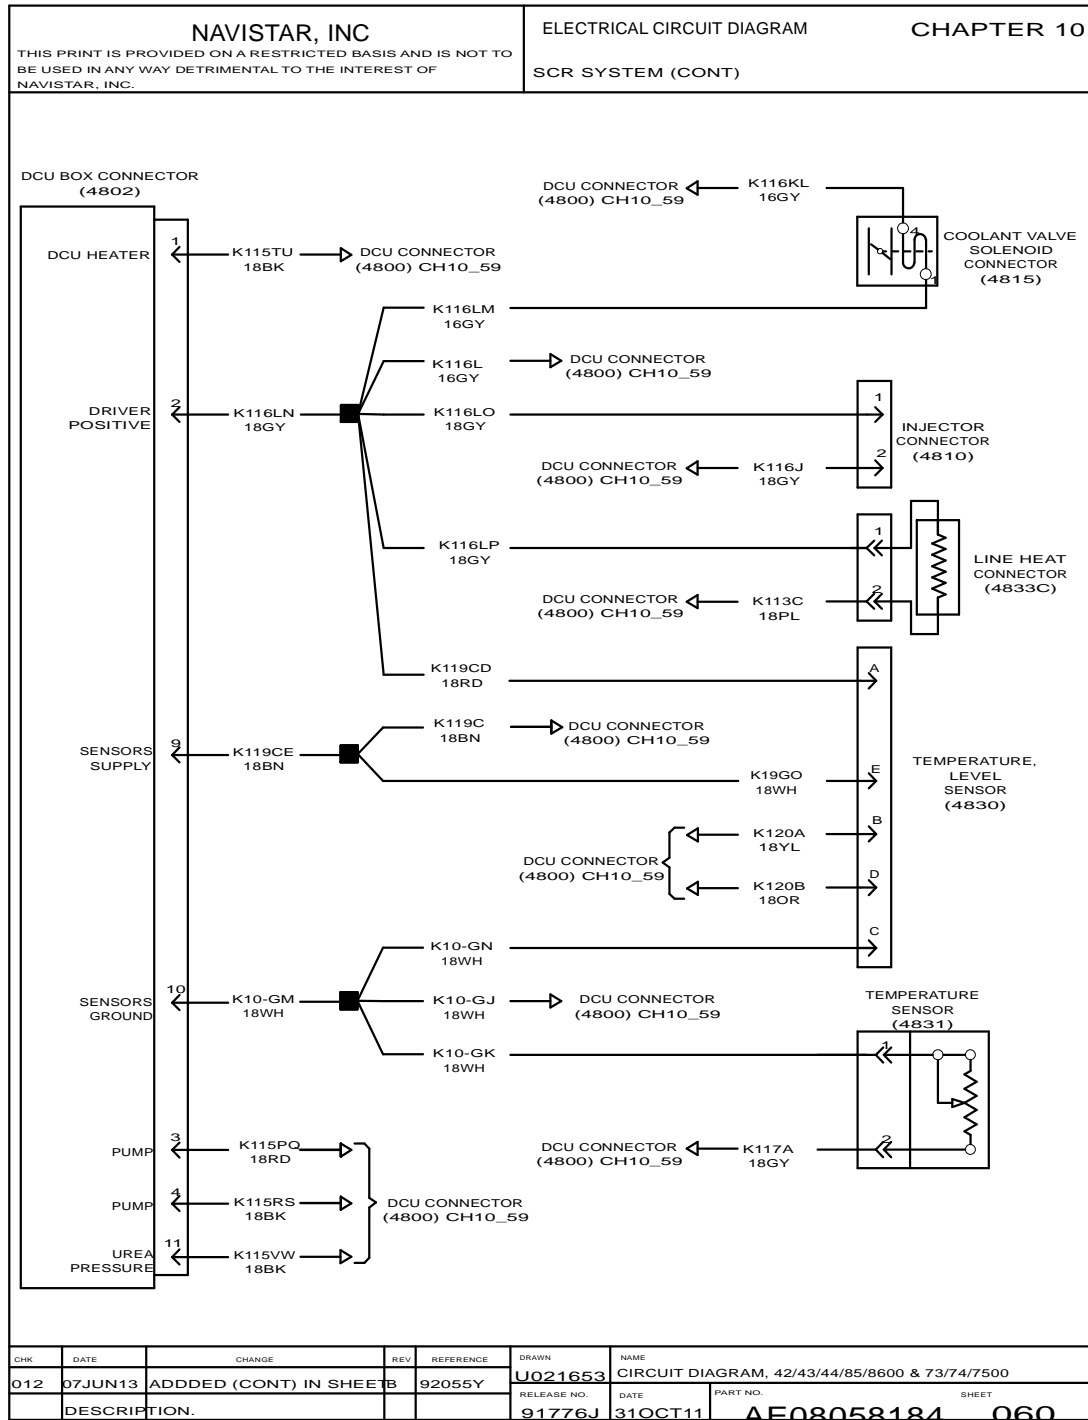 NAVISTAR, INC
THIS PRINT IS PROVIDED ON A RESTRICTED BASIS AND IS NOT TO
BE USED IN ANY WAY DETRIMENTAL TO THE INTEREST OF
NAVISTAR, INC.
ELECTRICAL CIRCUIT DIAGRAM
CHAPTER 10
SCR SYSTEM (CONT)
DCU BOX CONNECTOR
(4802)
DCU HEATER
1
K115TU
18BK
DCU CONNECTOR
(4800) CH10_59
DCU CONNECTOR
(4800) CH10_59
K116KL
16GY
4
1
COOLANT VALVE
SOLENOID
CONNECTOR
(4815)
K116LM
16GY
K116L
16GY
DCU CONNECTOR
(4800) CH10_59
DRIVER
POSITIVE
2
K116LN
18GY
K116LO
18GY
1
2
INJECTOR
CONNECTOR
(4810)
DCU CONNECTOR
(4800) CH10_59
K116J
18GY
K116LP
18GY
1
2
LINE HEAT
CONNECTOR
(4833C)
DCU CONNECTOR
(4800) CH10_59
K113C
18PL
K119CD
18RD
A
K119C
18BN
DCU CONNECTOR
(4800) CH10_59
SENSORS
SUPPLY
9
K119CE
18BN
K19GO
18WH
E
TEMPERATURE,
LEVEL
SENSOR
(4830)
DCU CONNECTOR
(4800) CH10_59
K120A
18YL
B
K120B
18OR
D
K10-GN
18WH
C
SENSORS
GROUND
10
K10-GM
18WH
K10-GJ
18WH
DCU CONNECTOR
(4800) CH10_59
K10-GK
18WH
TEMPERATURE
SENSOR
(4831)
1
2
DCU CONNECTOR
(4800) CH10_59
K117A
18GY
PUMP
3
K115PQ
18RD
PUMP
4
K115RS
18BK
DCU CONNECTOR
(4800) CH10_59
UREA
PRESSURE
11
K115VW
18BK
CHK DATE CHANGE REV REFERENCE
012 07JUN13 ADDDED (CONT) IN SHEET B 92055Y
DESCRIPTION.
DRAWN
U021653
NAME
CIRCUIT DIAGRAM, 42/43/44/85/8600 & 73/74/7500
RELEASE NO.
91776J
DATE
31OCT11
PART NO.
AE08058184
SHEET
060